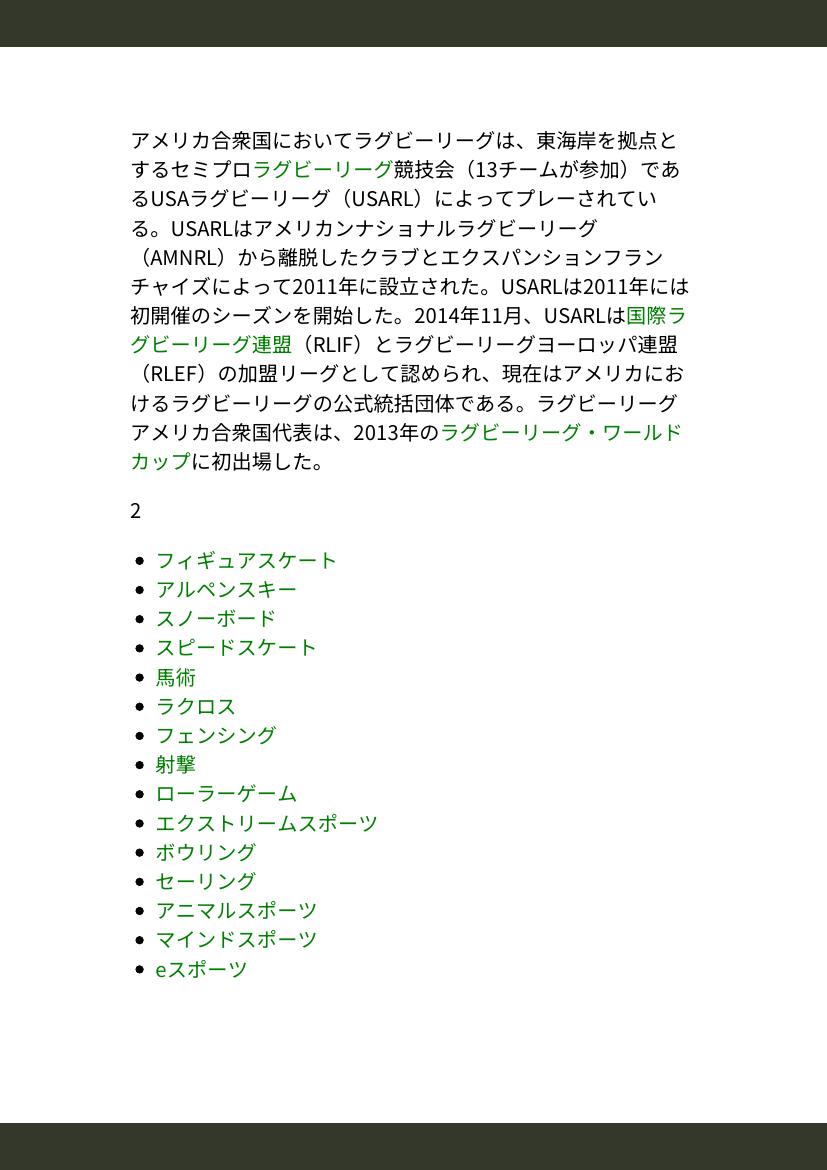 アメリカ合衆国においてラグビーリーグは、東海岸を拠点と
するセミプロラグビーリーグ競技会（13チームが参加）であ
るUSAラグビーリーグ（USARL）によってプレーされてい
る。USARLはアメリカンナショナルラグビーリーグ
（AMNRL）から離脱したクラブとエクスパンションフラン
チャイズによって2011年に設立された。USARLは2011年には
初開催のシーズンを開始した。2014年11月、USARLは国際ラ
グビーリーグ連盟（RLIF）とラグビーリーグヨーロッパ連盟
（RLEF）の加盟リーグとして認められ、現在はアメリカにお
けるラグビーリーグの公式統括団体である。ラグビーリーグ
アメリカ合衆国代表は、2013年のラグビーリーグ・ワールド
カップに初出場した。
2
• フィギュアスケート
• アルペンスキー
• スノーボード
• スピードスケート
• 馬術
• ラクロス
• フェンシング
• 射撃
• ローラーゲーム
• エクストリームスポーツ
• ボウリング
• セーリング
• アニマルスポーツ
• マインドスポーツ
• eスポーツ